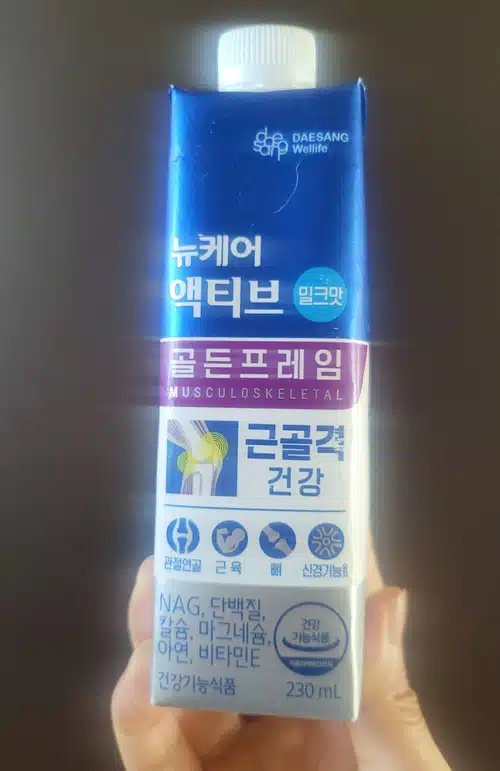 DAESANG
Wellife
뉴케어
액티브
밀크맛
골든프레임
MUSCULOSKELETAL
근골격
건강
관절연골 근육 뼈 신경기능
NAG, 단백질,
칼슘, 마그네슘,
아연, 비타민E
건강
기능식품
건강기능식품
230 mL